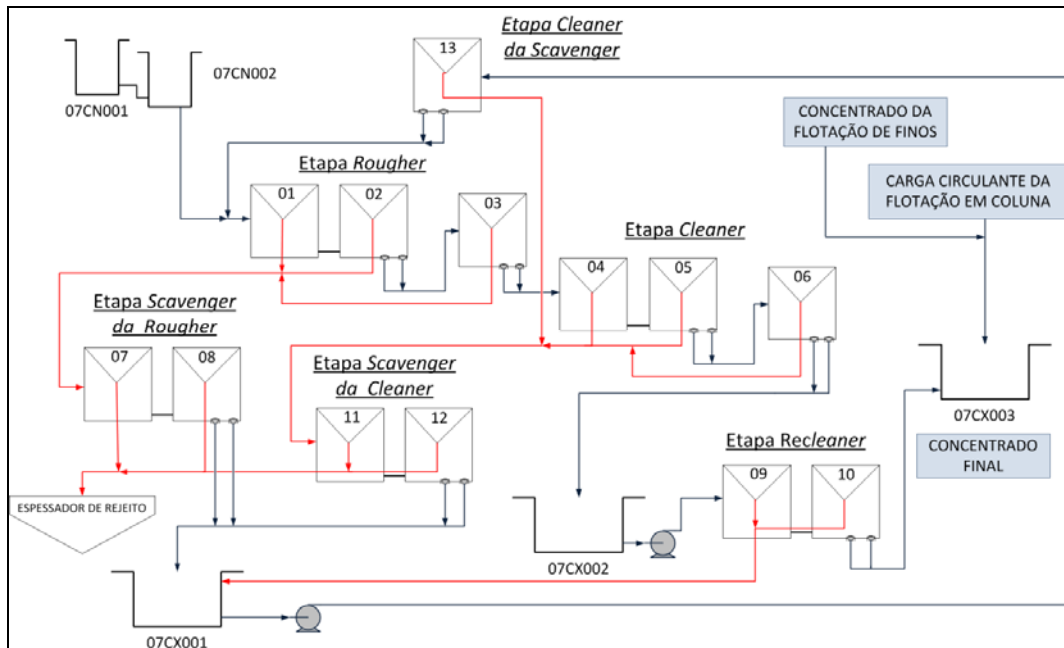 Etapa Cleaner
da Scavenger
13
07CN002
07CN001
CONCENTRADO DA
FLOTAÇÃO DE FINOS
Etapa Rougher
CARGA CIRCULANTE DA
FLOTAÇÃO EM COLUNA
01
02
03
Etapa Cleaner
04
05
06
Etapa Scavenger
da Rougher
07
08
Etapa Scavenger
da Cleaner
11
12
07CX003
Etapa Recleaner
CONCENTRADO
FINAL
09
10
ESPESSADOR DE REJEITO
07CX002
07CX001